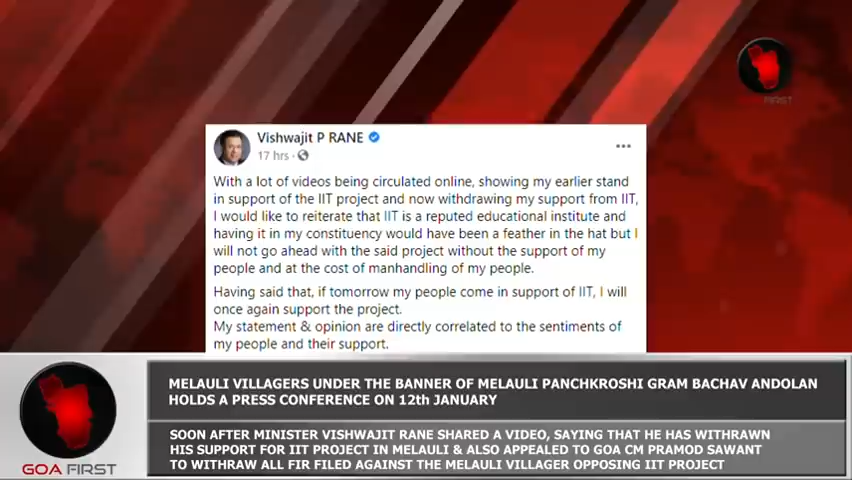 GOA FIRST
Vishwajit P RANE
17 hrs ·
With a lot of videos being circulated online, showing my earlier stand
in support of the IIT project and now withdrawing my support from IIT,
I would like to reiterate that IIT is a reputed educational institute and
having it in my constituency would have been a feather in the hat but I
will not go ahead with the said project without the support of my
people and at the cost of manhandling of my people.
Having said that, if tomorrow my people come in support of IIT, I will
once again support the project.
My statement & opinion are directly correlated to the sentiments of
my people and their support.
MELAULI VILLAGERS UNDER THE BANNER OF MELAULI PANCHKROSHI GRAM BACHAV ANDOLAN
HOLDS A PRESS CONFERENCE ON 12th JANUARY
SOON AFTER MINISTER VISHWAJIT RANE SHARED A VIDEO, SAYING THAT HE HAS WITHRAWN
HIS SUPPORT FOR IIT PROJECT IN MELAULI & ALSO APPEALED TO GOA CM PRAMOD SAWANT
TO WITHRAW ALL FIR FILED AGAINST THE MELAULI VILLAGER OPPOSING IIT PROJECT
GOA FIRST